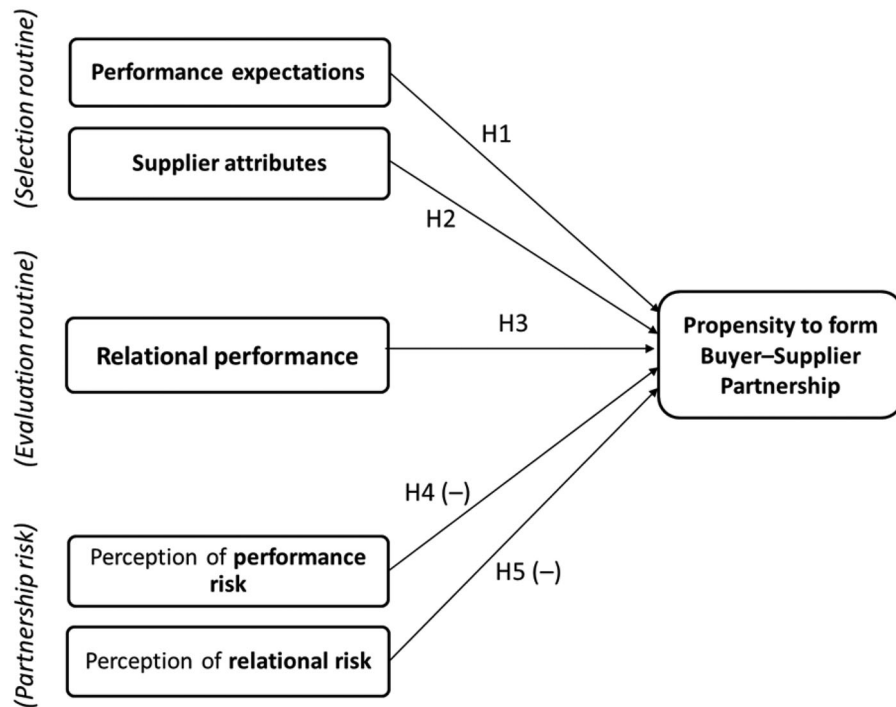 (Selection routine)
Performance expectations
Supplier attributes
H1
H2
(Evaluation routine)
Relational performance
H3
Propensity to form
Buyer–Supplier
Partnership
(Partnership risk)
H4 (–)
Perception of performance
risk
H5 (–)
Perception of relational risk